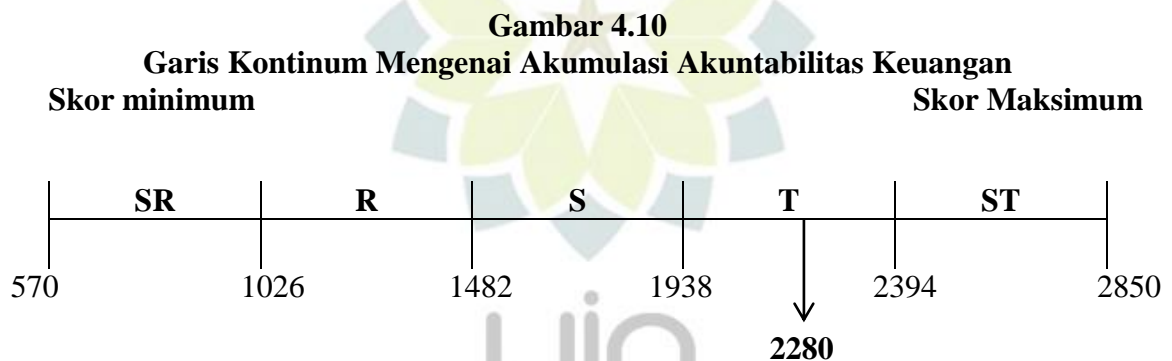 Gambar 4.10
Garis Kontinum Mengenai Akumulasi Akuntabilitas Keuangan
Skor minimum Skor Maksimum
SR R S T ST
570 1026 1482 1938 2394 2850
2280
uin